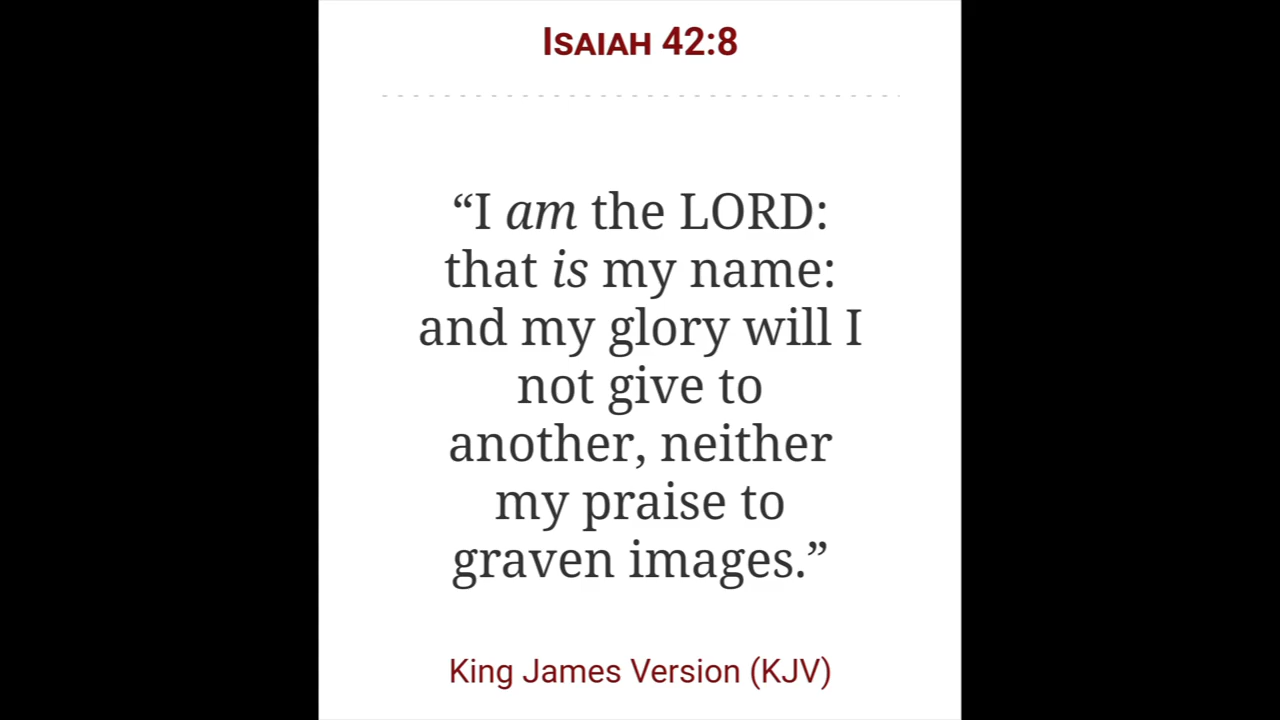 Isaiah 42:8
“I am the LORD:
that is my name:
and my glory will I
not give to
another, neither
my praise to
graven images.”
King James Version (KJV)